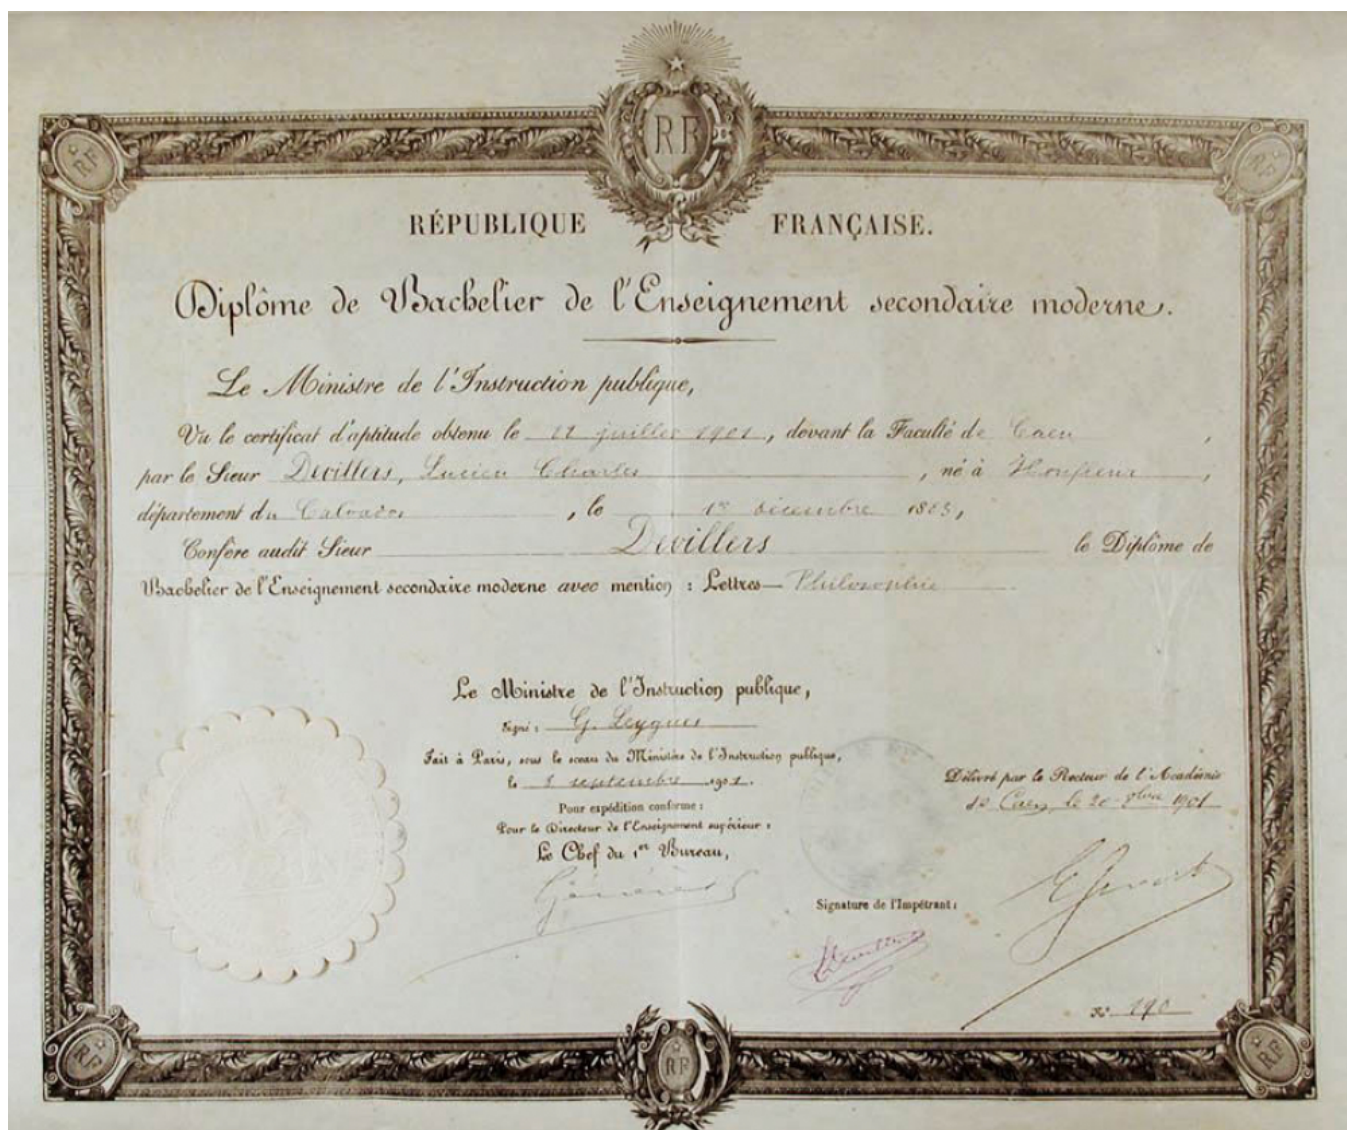 RF
RF
RF
RÉPUBLIQUE FRANÇAISE.
Diplôme de Bachelier de l'Enseignement secondaire moderne.
Le Ministre de l'Instruction publique,
Vu le certificat d'aptitude obtenu le juillet 1901, devant la Faculté de Caen,
par le Sieur Devillers, Lucien Charles, né à Honfleur,
département du Calvados, le 1er décembre
Confère audit Sieur Devillers le Diplôme de
Bachelier de l'Enseignement secondaire moderne avec mention : Lettres — Philosophie
Le Ministre de l'Instruction publique,
Signé : G. Leygues
Fait à Paris, sous le sceau du Ministère de l'Instruction publique,
le septembre 1901.
Délivré par le Recteur de l'Académie
Pour expédition conforme :
de Caen le 20 1901
Pour le Directeur de l'Enseignement supérieur :
Le Chef du 1er Bureau,
Signature de l'Impétrant :
Devillers
N° 190
RF
RF
RF